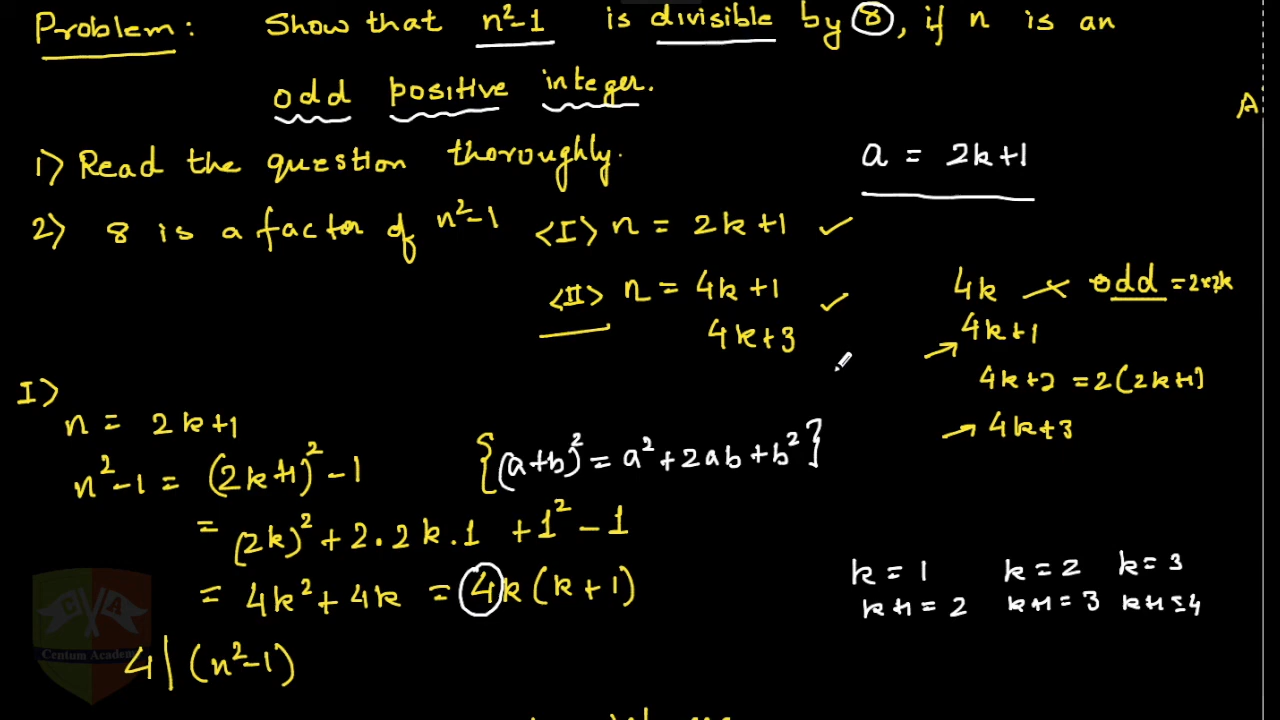 Problem: Show that n²-1 is divisible by 8, if n is an
odd positive integer.
A
1) Read the question thoroughly.
a = 2k+1
2) 8 is a factor of n²-1
<I> n = 2k+1 ✓
<II> n = 4k+1 ✓
4k+3
4k × odd = 2×2k
→ 4k+1
4k+2 = 2(2k+1)
→ 4k+3
I)
n = 2k+1
n²-1 = (2k+1)² - 1
{(a+b)² = a² + 2ab + b²}
= (2k)² + 2.2k.1 + 1² - 1
= 4k² + 4k = 4k(k+1)
k = 1 k = 2 k = 3
k+1 = 2 k+1 = 3 k+1 = 4
4 | (n²-1)
C A
Centum Academy